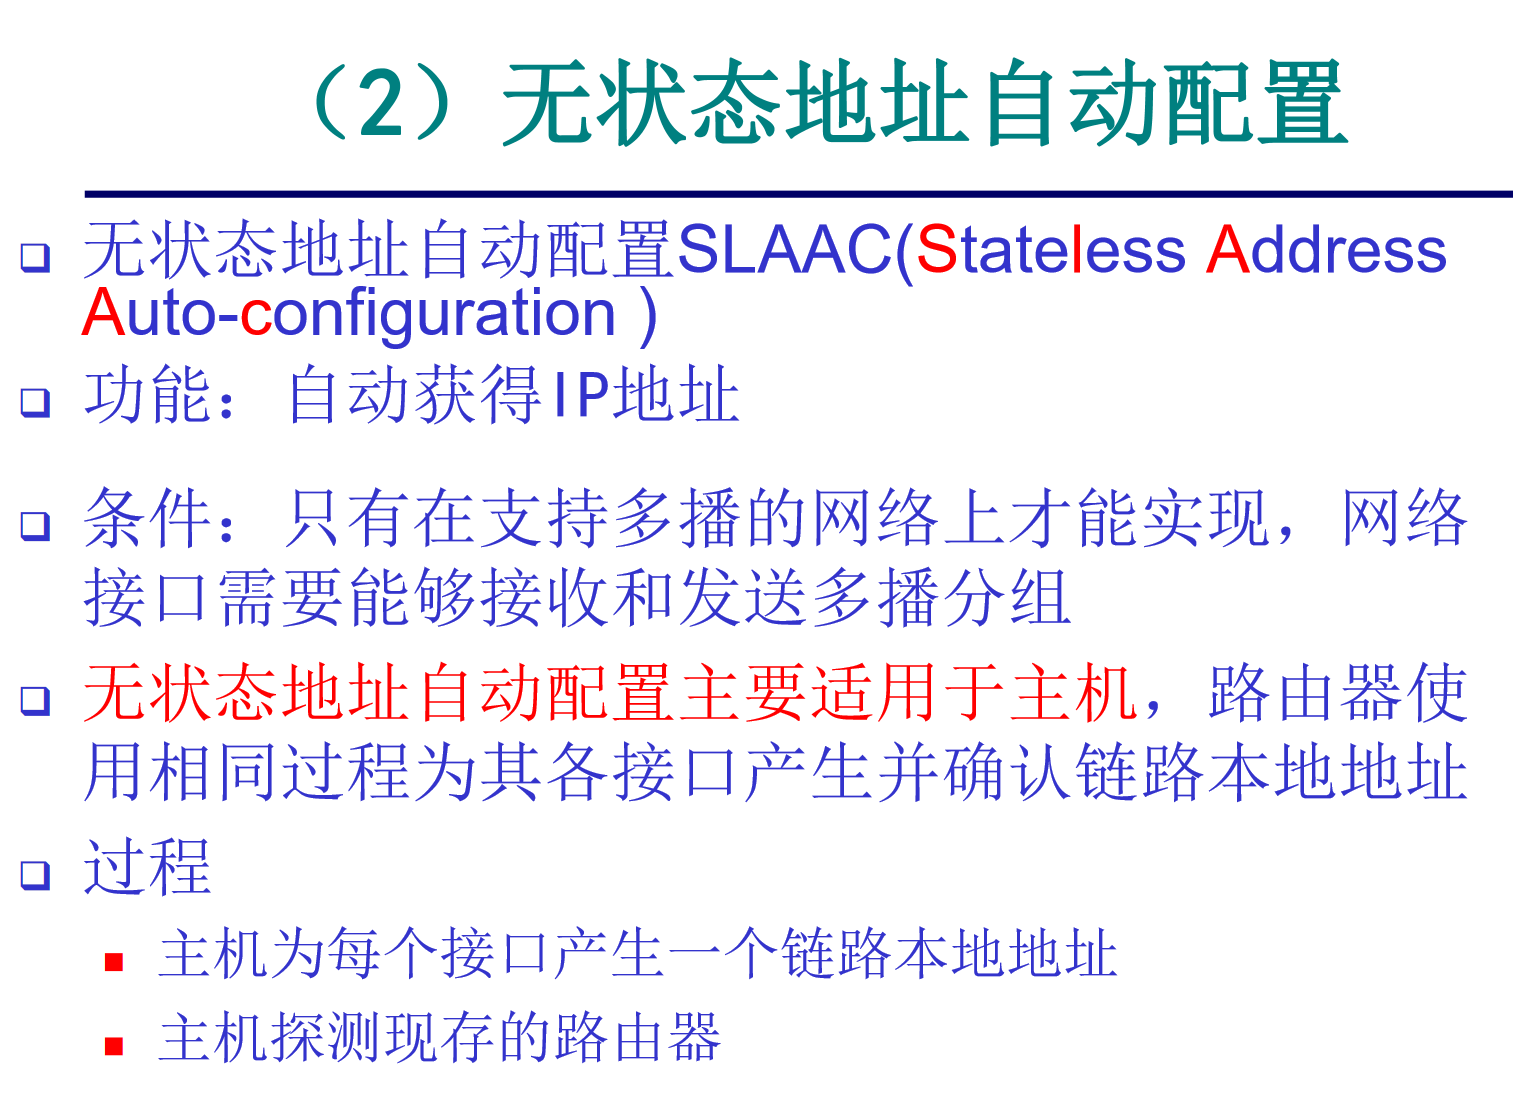 （2）无状态地址自动配置
无状态地址自动配置SLAAC(Stateless Address
Auto-configuration )
功能：自动获得IP地址
条件：只有在支持多播的网络上才能实现，网络
接口需要能够接收和发送多播分组
无状态地址自动配置主要适用于主机，路由器使
用相同过程为其各接口产生并确认链路本地地址
过程
主机为每个接口产生一个链路本地地址
主机探测现存的路由器